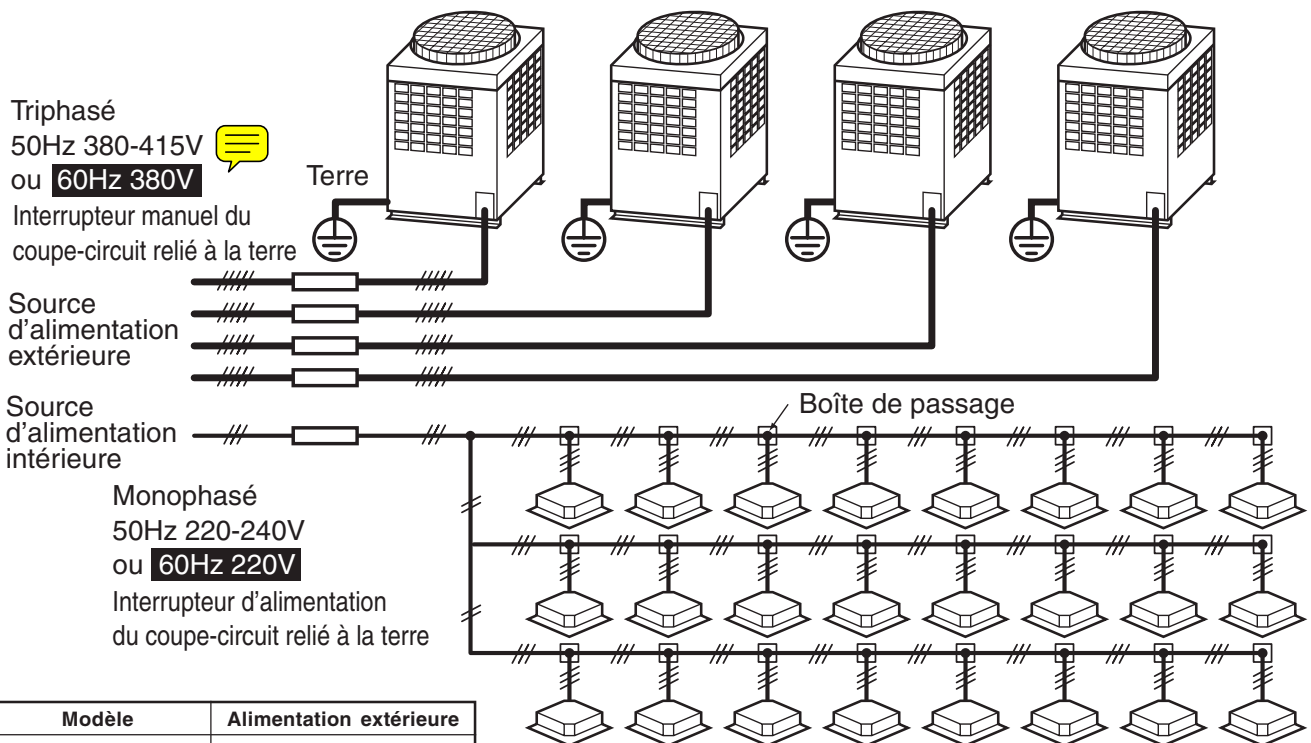 Triphasé
50Hz 380-415V
ou 60Hz 380V
Interrupteur manuel du
coupe-circuit relié à la terre
Terre
Source
d'alimentation
extérieure
Source
d'alimentation
intérieure
Boîte de passage
Monophasé
50Hz 220-240V
ou 60Hz 220V
Interrupteur d'alimentation
du coupe-circuit relié à la terre
Modèle Alimentation extérieure